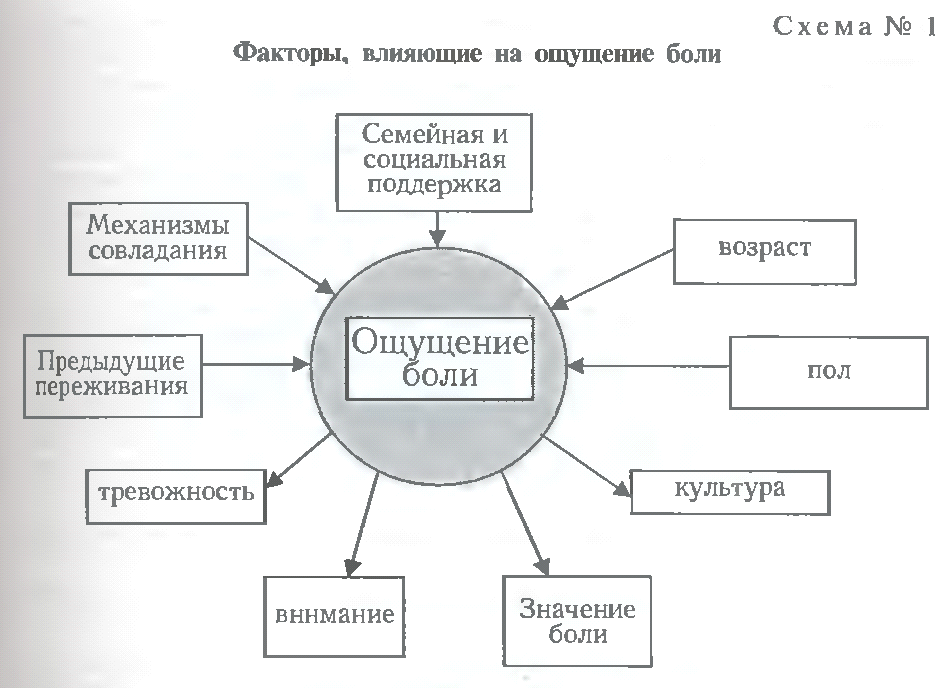 Схема № 1
Факторы, влияющие на ощущение боли
Семейная и
социальная
поддержка
Механизмы
совладания
возраст
Ощущение
боли
Предыдущие
переживания
пол
тревожность
культура
внимание
Значение
боли